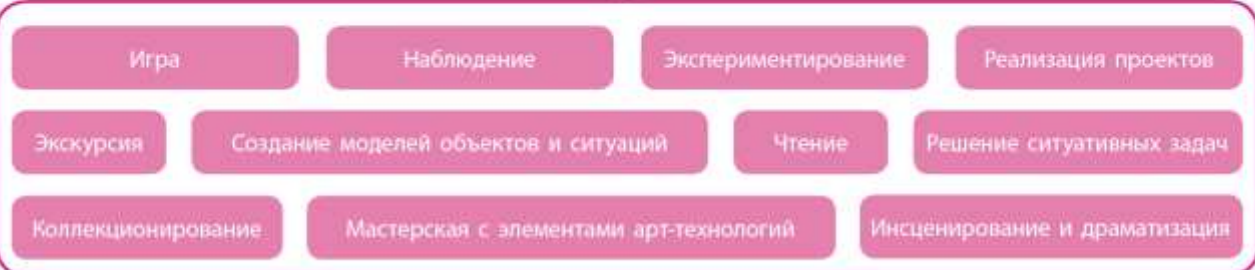 Игра Наблюдение Экспериментирование Реализация проектов
Экскурсия Создание моделей объектов и ситуаций Чтение Решение ситуативных задач
Коллекционирование Мастерская с элементами арт-технологий Инсценирование и драматизация